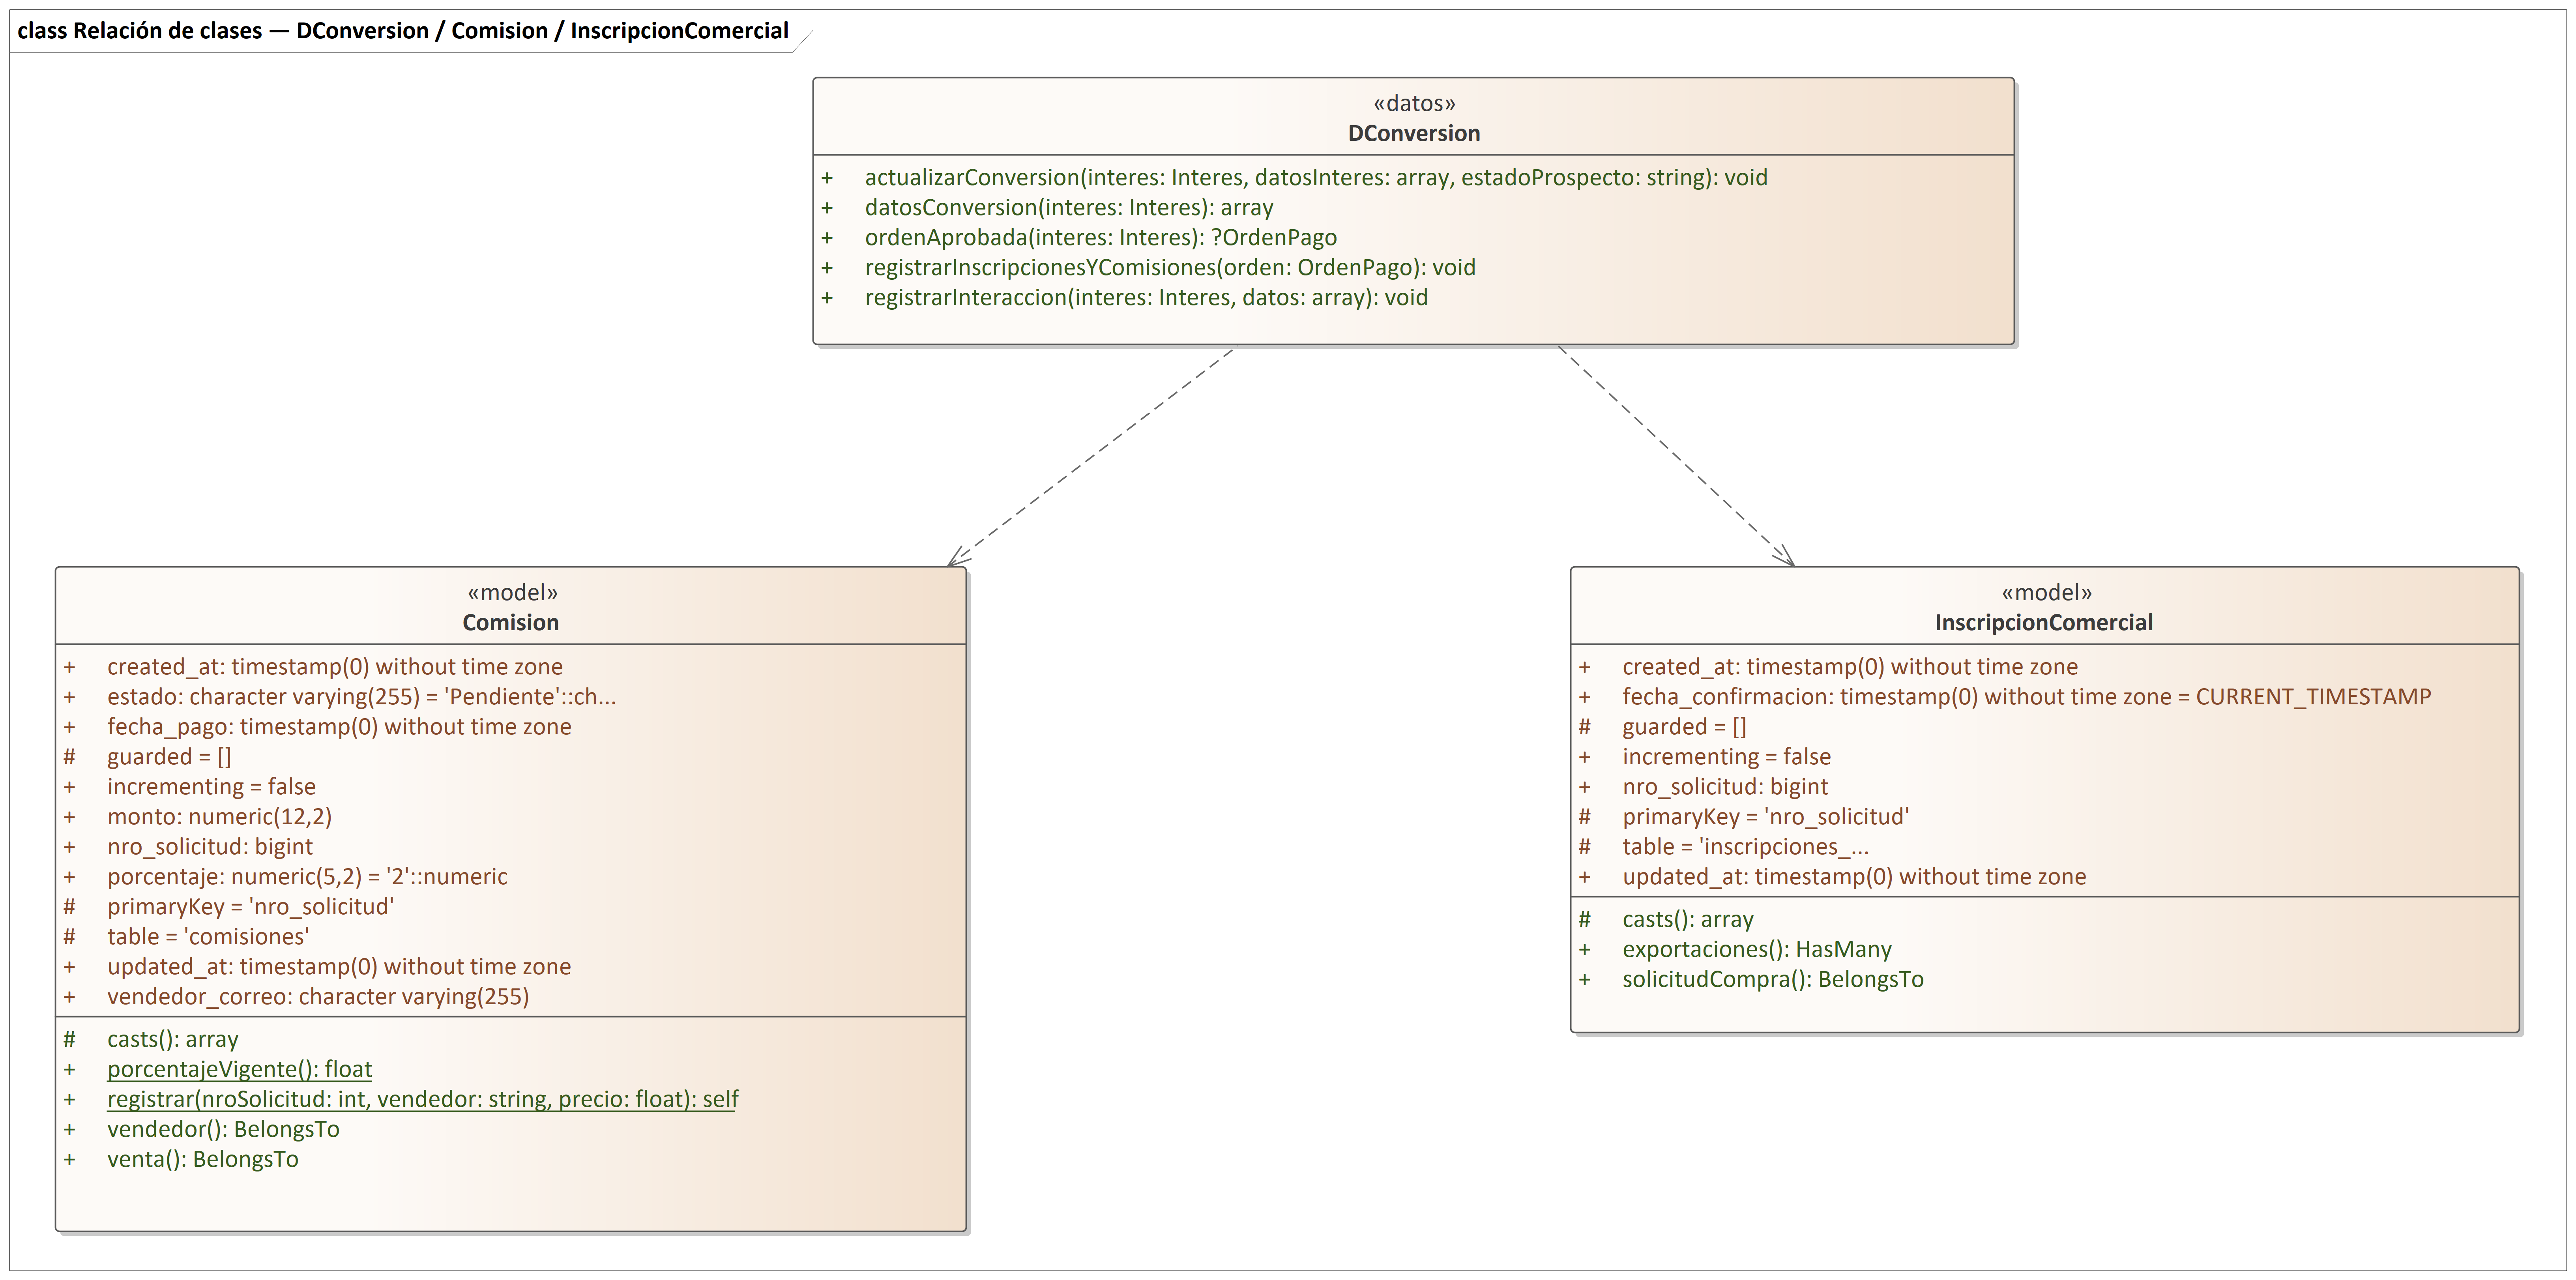 class Relación de clases — DConversion / Comision / InscripcionComercial
«datos»
DConversion
+ actualizarConversion(interes: Interes, datosInteres: array, estadoProspecto: string): void
+ datosConversion(interes: Interes): array
+ ordenAprobada(interes: Interes): ?OrdenPago
+ registrarInscripcionesYComisiones(orden: OrdenPago): void
+ registrarInteraccion(interes: Interes, datos: array): void
«model»
Comision
+ created_at: timestamp(0) without time zone
+ estado: character varying(255) = 'Pendiente'::ch...
+ fecha_pago: timestamp(0) without time zone
# guarded = []
+ incrementing = false
+ monto: numeric(12,2)
+ nro_solicitud: bigint
+ porcentaje: numeric(5,2) = '2'::numeric
# primaryKey = 'nro_solicitud'
# table = 'comisiones'
+ updated_at: timestamp(0) without time zone
+ vendedor_correo: character varying(255)
# casts(): array
+ porcentajeVigente(): float
+ registrar(nroSolicitud: int, vendedor: string, precio: float): self
+ vendedor(): BelongsTo
+ venta(): BelongsTo
«model»
InscripcionComercial
+ created_at: timestamp(0) without time zone
+ fecha_confirmacion: timestamp(0) without time zone = CURRENT_TIMESTAMP
# guarded = []
+ incrementing = false
+ nro_solicitud: bigint
# primaryKey = 'nro_solicitud'
# table = 'inscripciones_...
+ updated_at: timestamp(0) without time zone
# casts(): array
+ exportaciones(): HasMany
+ solicitudCompra(): BelongsTo